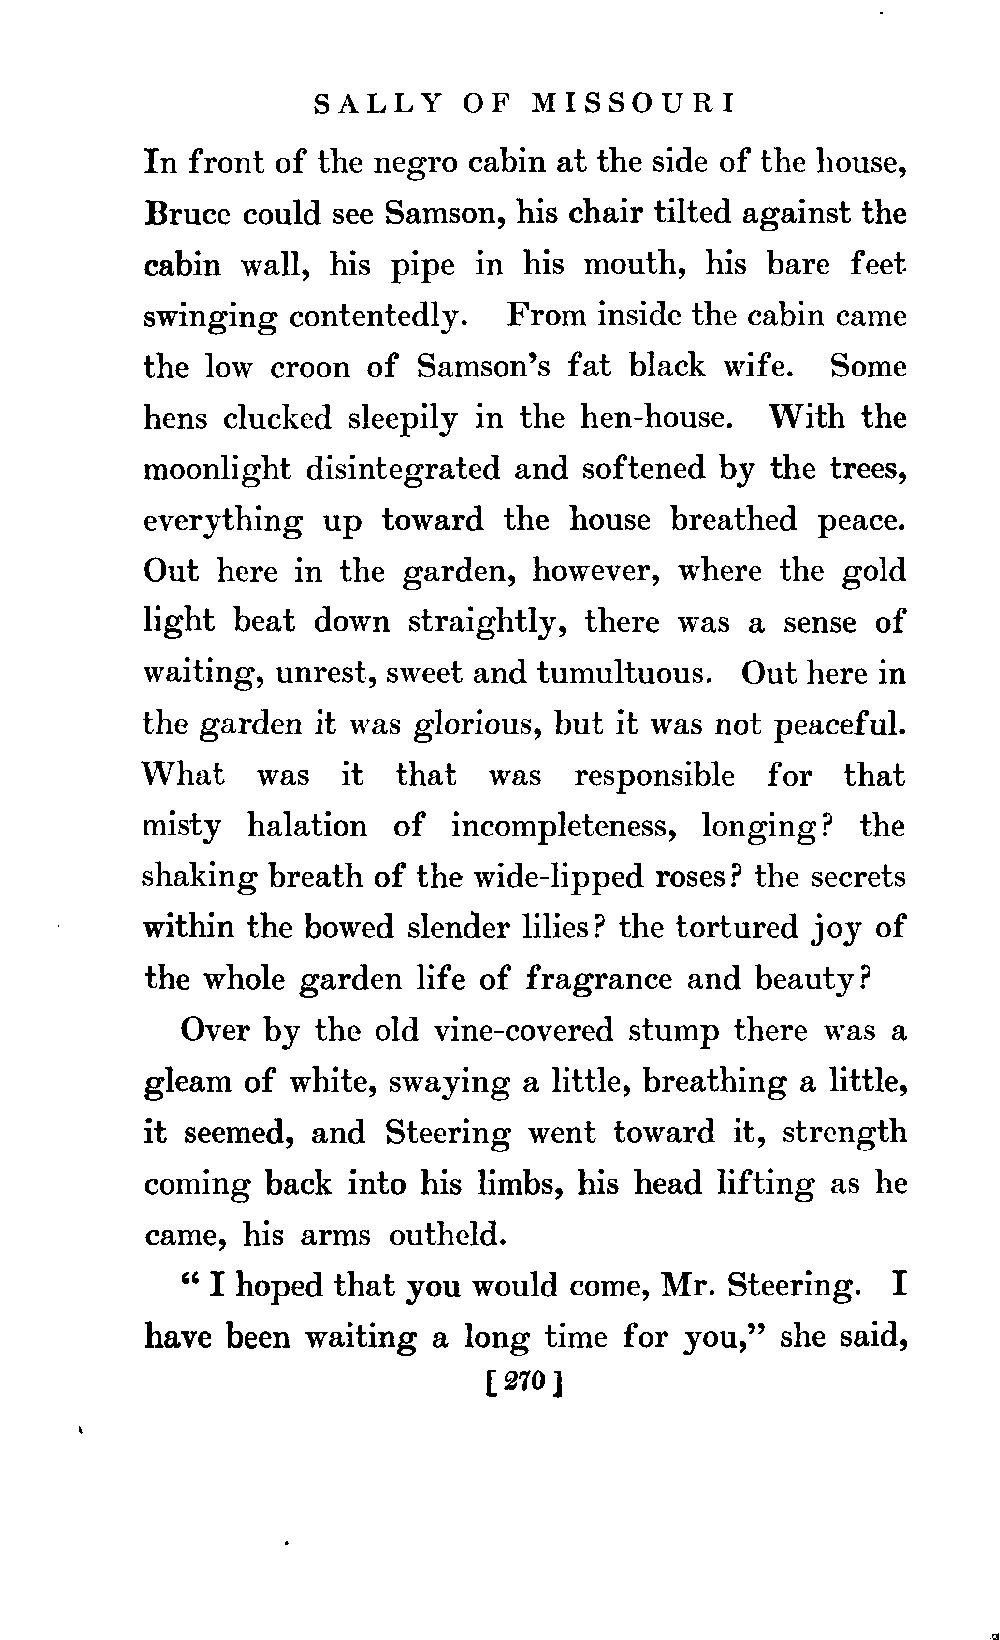 SALLY OF MISSOURI
In front of the negro cabin at the side of the house,
Bruce could see Samson, his chair tilted against the
cabin wall, his pipe in his mouth, his bare feet
swinging contentedly. From inside the cabin came
the low croon of Samson's fat black wife. Some
hens clucked sleepily in the hen-house. With the
moonlight disintegrated and softened by the trees,
everything up toward the house breathed peace.
Out here in the garden, however, where the gold
light beat down straightly, there was a sense of
waiting, unrest, sweet and tumultuous. Out here in
the garden it was glorious, but it was not peaceful.
What was it that was responsible for that
misty halation of incompleteness, longing? the
shaking breath of the wide-lipped roses? the secrets
within the bowed slender lilies? the tortured joy of
the whole garden life of fragrance and beauty?
Over by the old vine-covered stump there was a
gleam of white, swaying a little, breathing a little,
it seemed, and Steering went toward it, strength
coming back into his limbs, his head lifting as he
came, his arms outheld.
“ I hoped that you would come, Mr. Steering. I
have been waiting a long time for you,” she said,
[270]